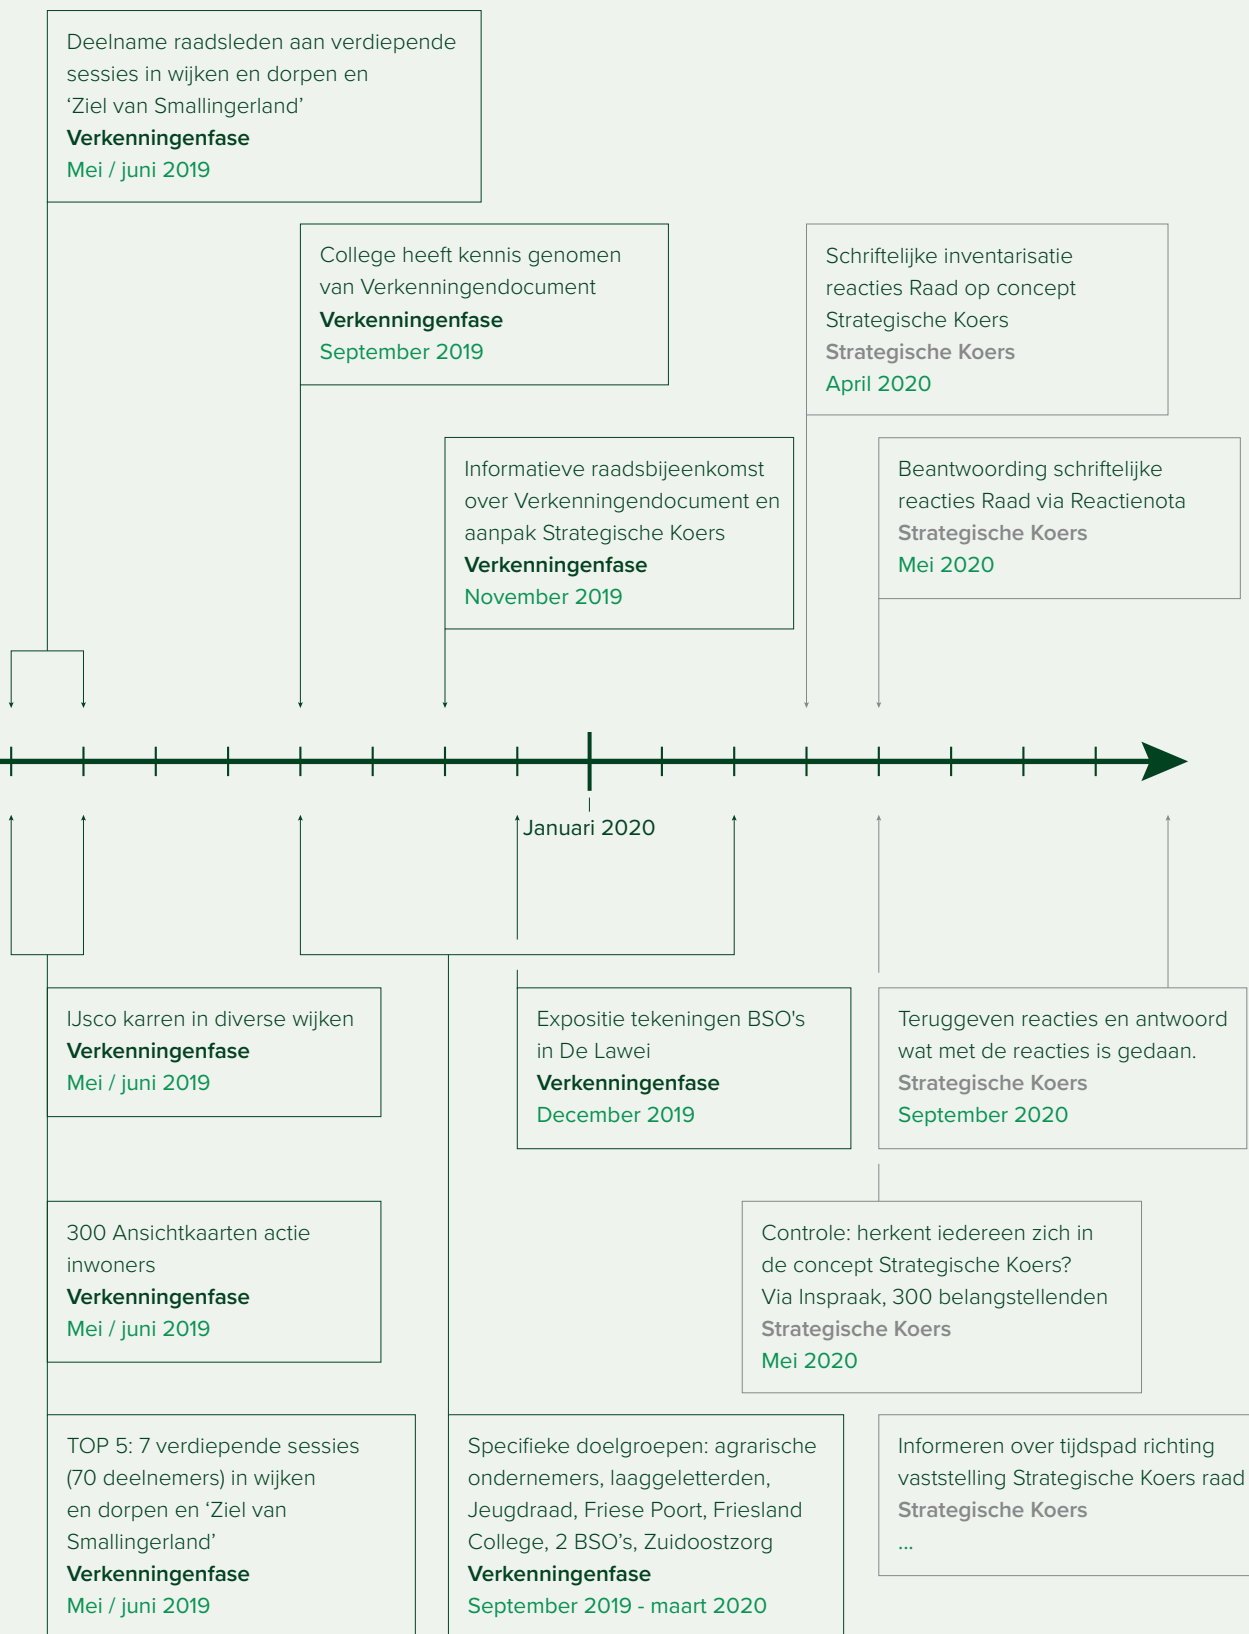 Deelname raadsleden aan verdiepende
sessies in wijken en dorpen en
‘Ziel van Smallingerland’
Verkenningenfase
Mei / juni 2019
College heeft kennis genomen
van Verkenningendocument
Verkenningenfase
September 2019
Schriftelijke inventarisatie
reacties Raad op concept
Strategische Koers
Strategische Koers
April 2020
Informatieve raadsbijeenkomst
over Verkenningendocument en
aanpak Strategische Koers
Verkenningenfase
November 2019
Beantwoording schriftelijke
reacties Raad via Reactienota
Strategische Koers
Mei 2020
Januari 2020
IJsco karren in diverse wijken
Verkenningenfase
Mei / juni 2019
Expositie tekeningen BSO's
in De Lawei
Verkenningenfase
December 2019
Teruggeven reacties en antwoord
wat met de reacties is gedaan.
Strategische Koers
September 2020
300 Ansichtkaarten actie
inwoners
Verkenningenfase
Mei / juni 2019
Controle: herkent iedereen zich in
de concept Strategische Koers?
Via Inspraak, 300 belangstellenden
Strategische Koers
Mei 2020
TOP 5: 7 verdiepende sessies
(70 deelnemers) in wijken
en dorpen en ‘Ziel van
Smallingerland’
Verkenningenfase
Mei / juni 2019
Specifieke doelgroepen: agrarische
ondernemers, laaggeletterden,
Jeugdraad, Friese Poort, Friesland
College, 2 BSO’s, Zuidoostzorg
Verkenningenfase
September 2019 - maart 2020
Informeren over tijdspad richting
vaststelling Strategische Koers raad
Strategische Koers
...